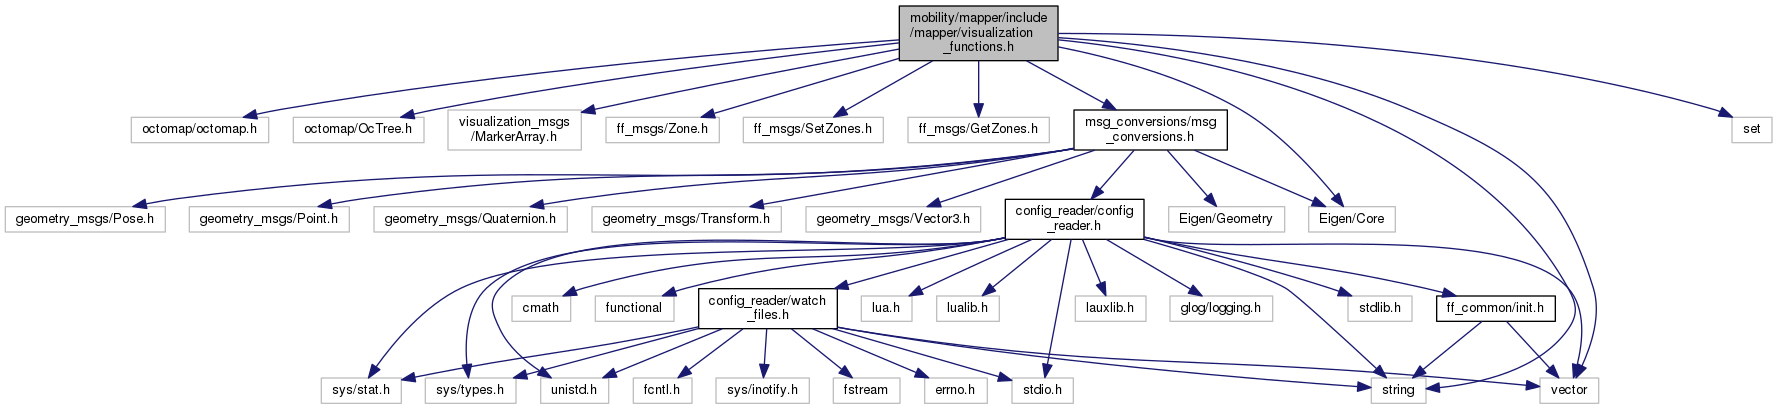 mobility/mapper/include
/mapper/visualization
_functions.h
octomap/octomap.h
octomap/OcTree.h
visualization_msgs
/MarkerArray.h
ff_msgs/Zone.h
ff_msgs/SetZones.h
ff_msgs/GetZones.h
msg_conversions/msg
_conversions.h
set
geometry_msgs/Pose.h
geometry_msgs/Point.h
geometry_msgs/Quaternion.h
geometry_msgs/Transform.h
geometry_msgs/Vector3.h
config_reader/config
_reader.h
Eigen/Geometry
Eigen/Core
cmath
functional
config_reader/watch
_files.h
lua.h
lualib.h
lauxlib.h
glog/logging.h
stdlib.h
ff_common/init.h
sys/stat.h
sys/types.h
unistd.h
fcntl.h
sys/inotify.h
fstream
errno.h
stdio.h
string
vector